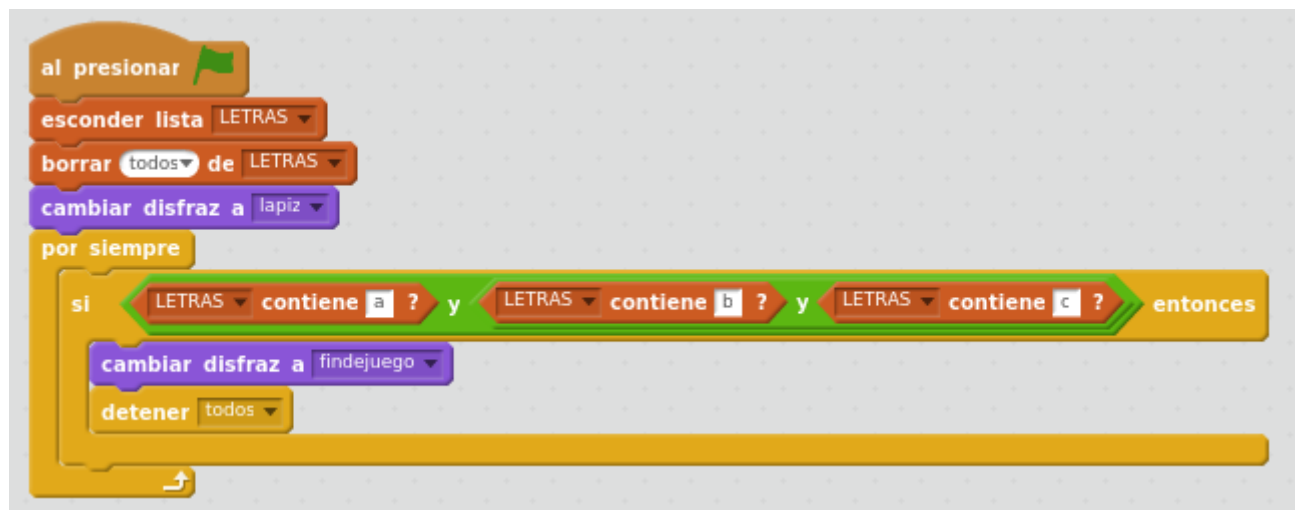 al presionar
esconder lista LETRAS
borrar todos de LETRAS
cambiar disfraz a lapiz
por siempre
si LETRAS contiene a ? y LETRAS contiene b ? y LETRAS contiene c ? entonces
cambiar disfraz a findejuego
detener todos